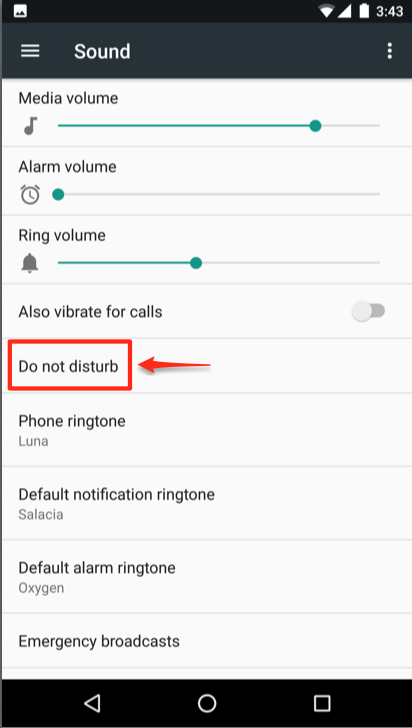 3:43
Sound
Media volume
Alarm volume
Ring volume
Also vibrate for calls
Do not disturb
Phone ringtone
Luna
Default notification ringtone
Salacia
Default alarm ringtone
Oxygen
Emergency broadcasts